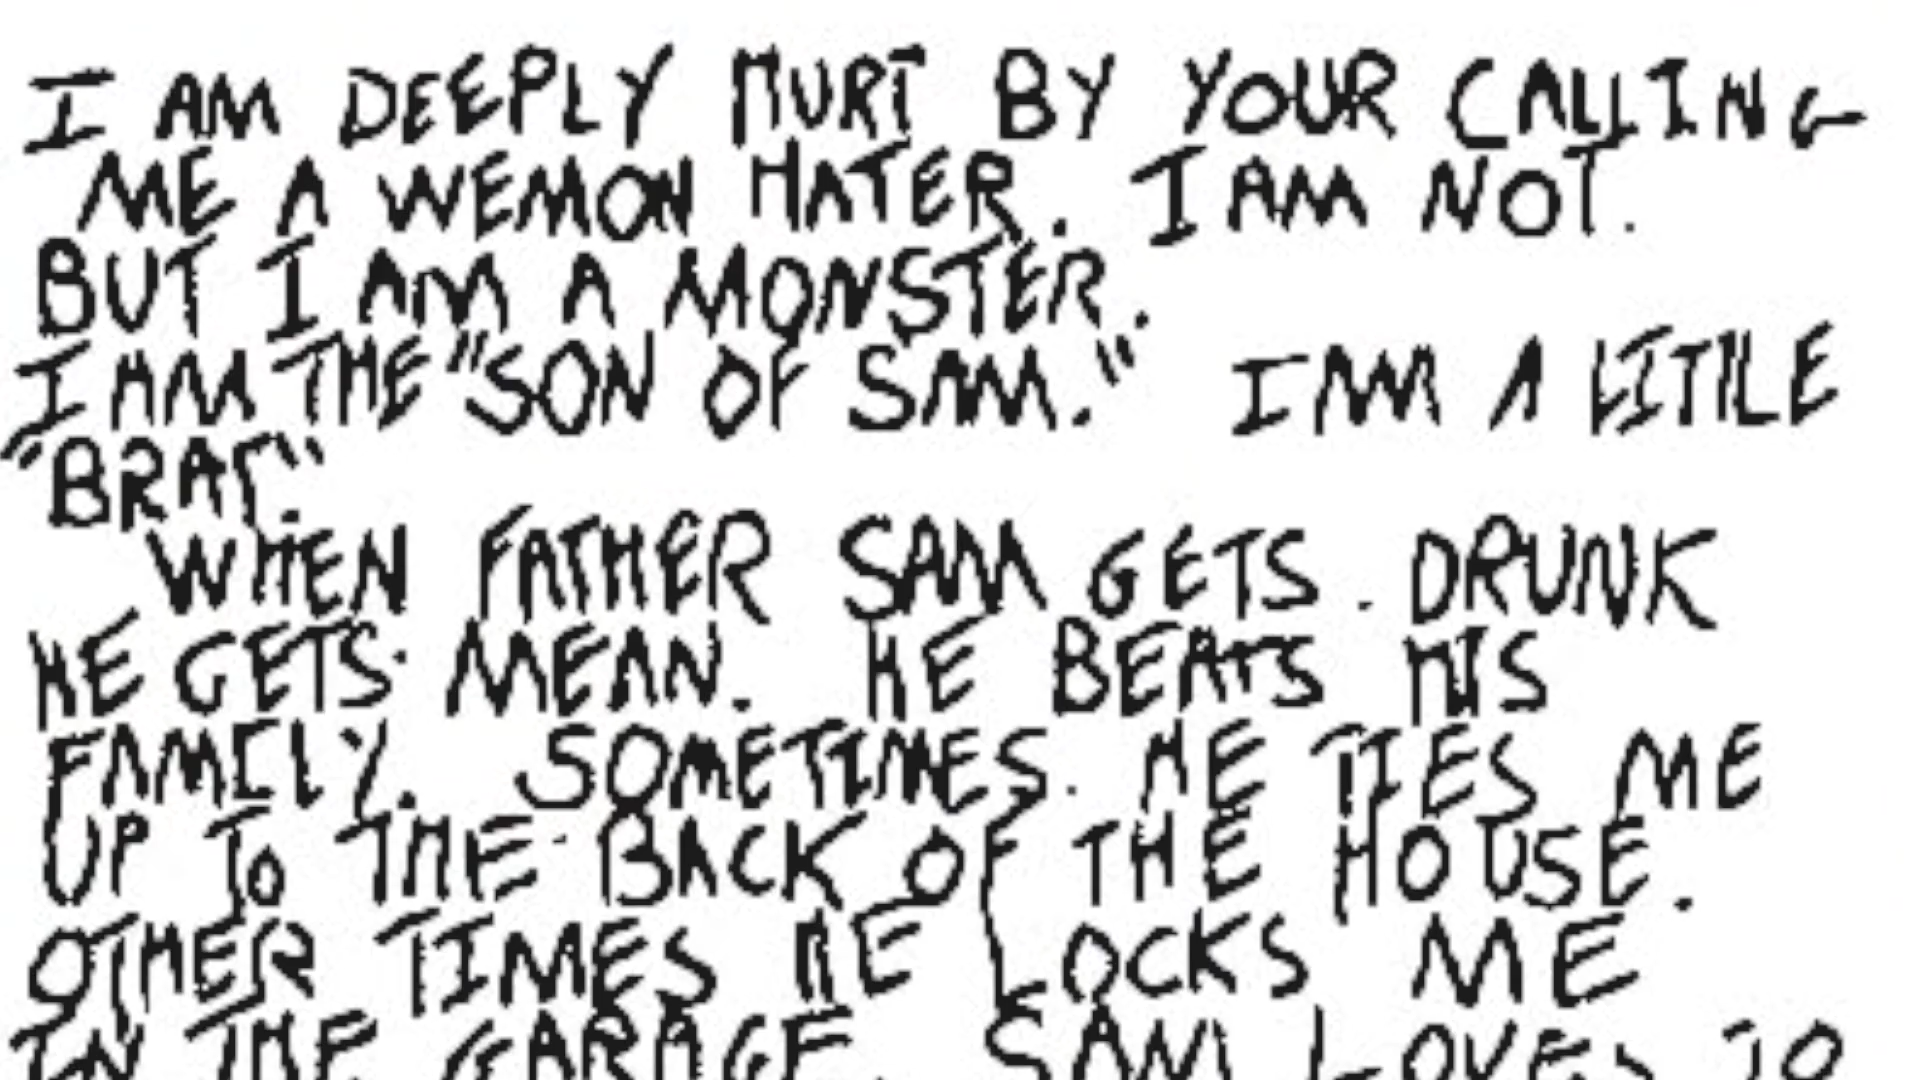 I AM DEEPLY HURT BY YOUR CALLING
ME A WEMON HATER. I AM NOT.
BUT I AM A MONSTER.
I AM THE "SON OF SAM." I AM A LITTLE
"BRAT".
WHEN FATHER SAM GETS DRUNK
HE GETS MEAN. HE BEATS HIS
FAMILY. SOMETIMES HE TIES ME
UP TO THE BACK OF THE HOUSE.
OTHER TIMES HE LOCKS ME
IN THE GARAGE. SAM LOVES TO